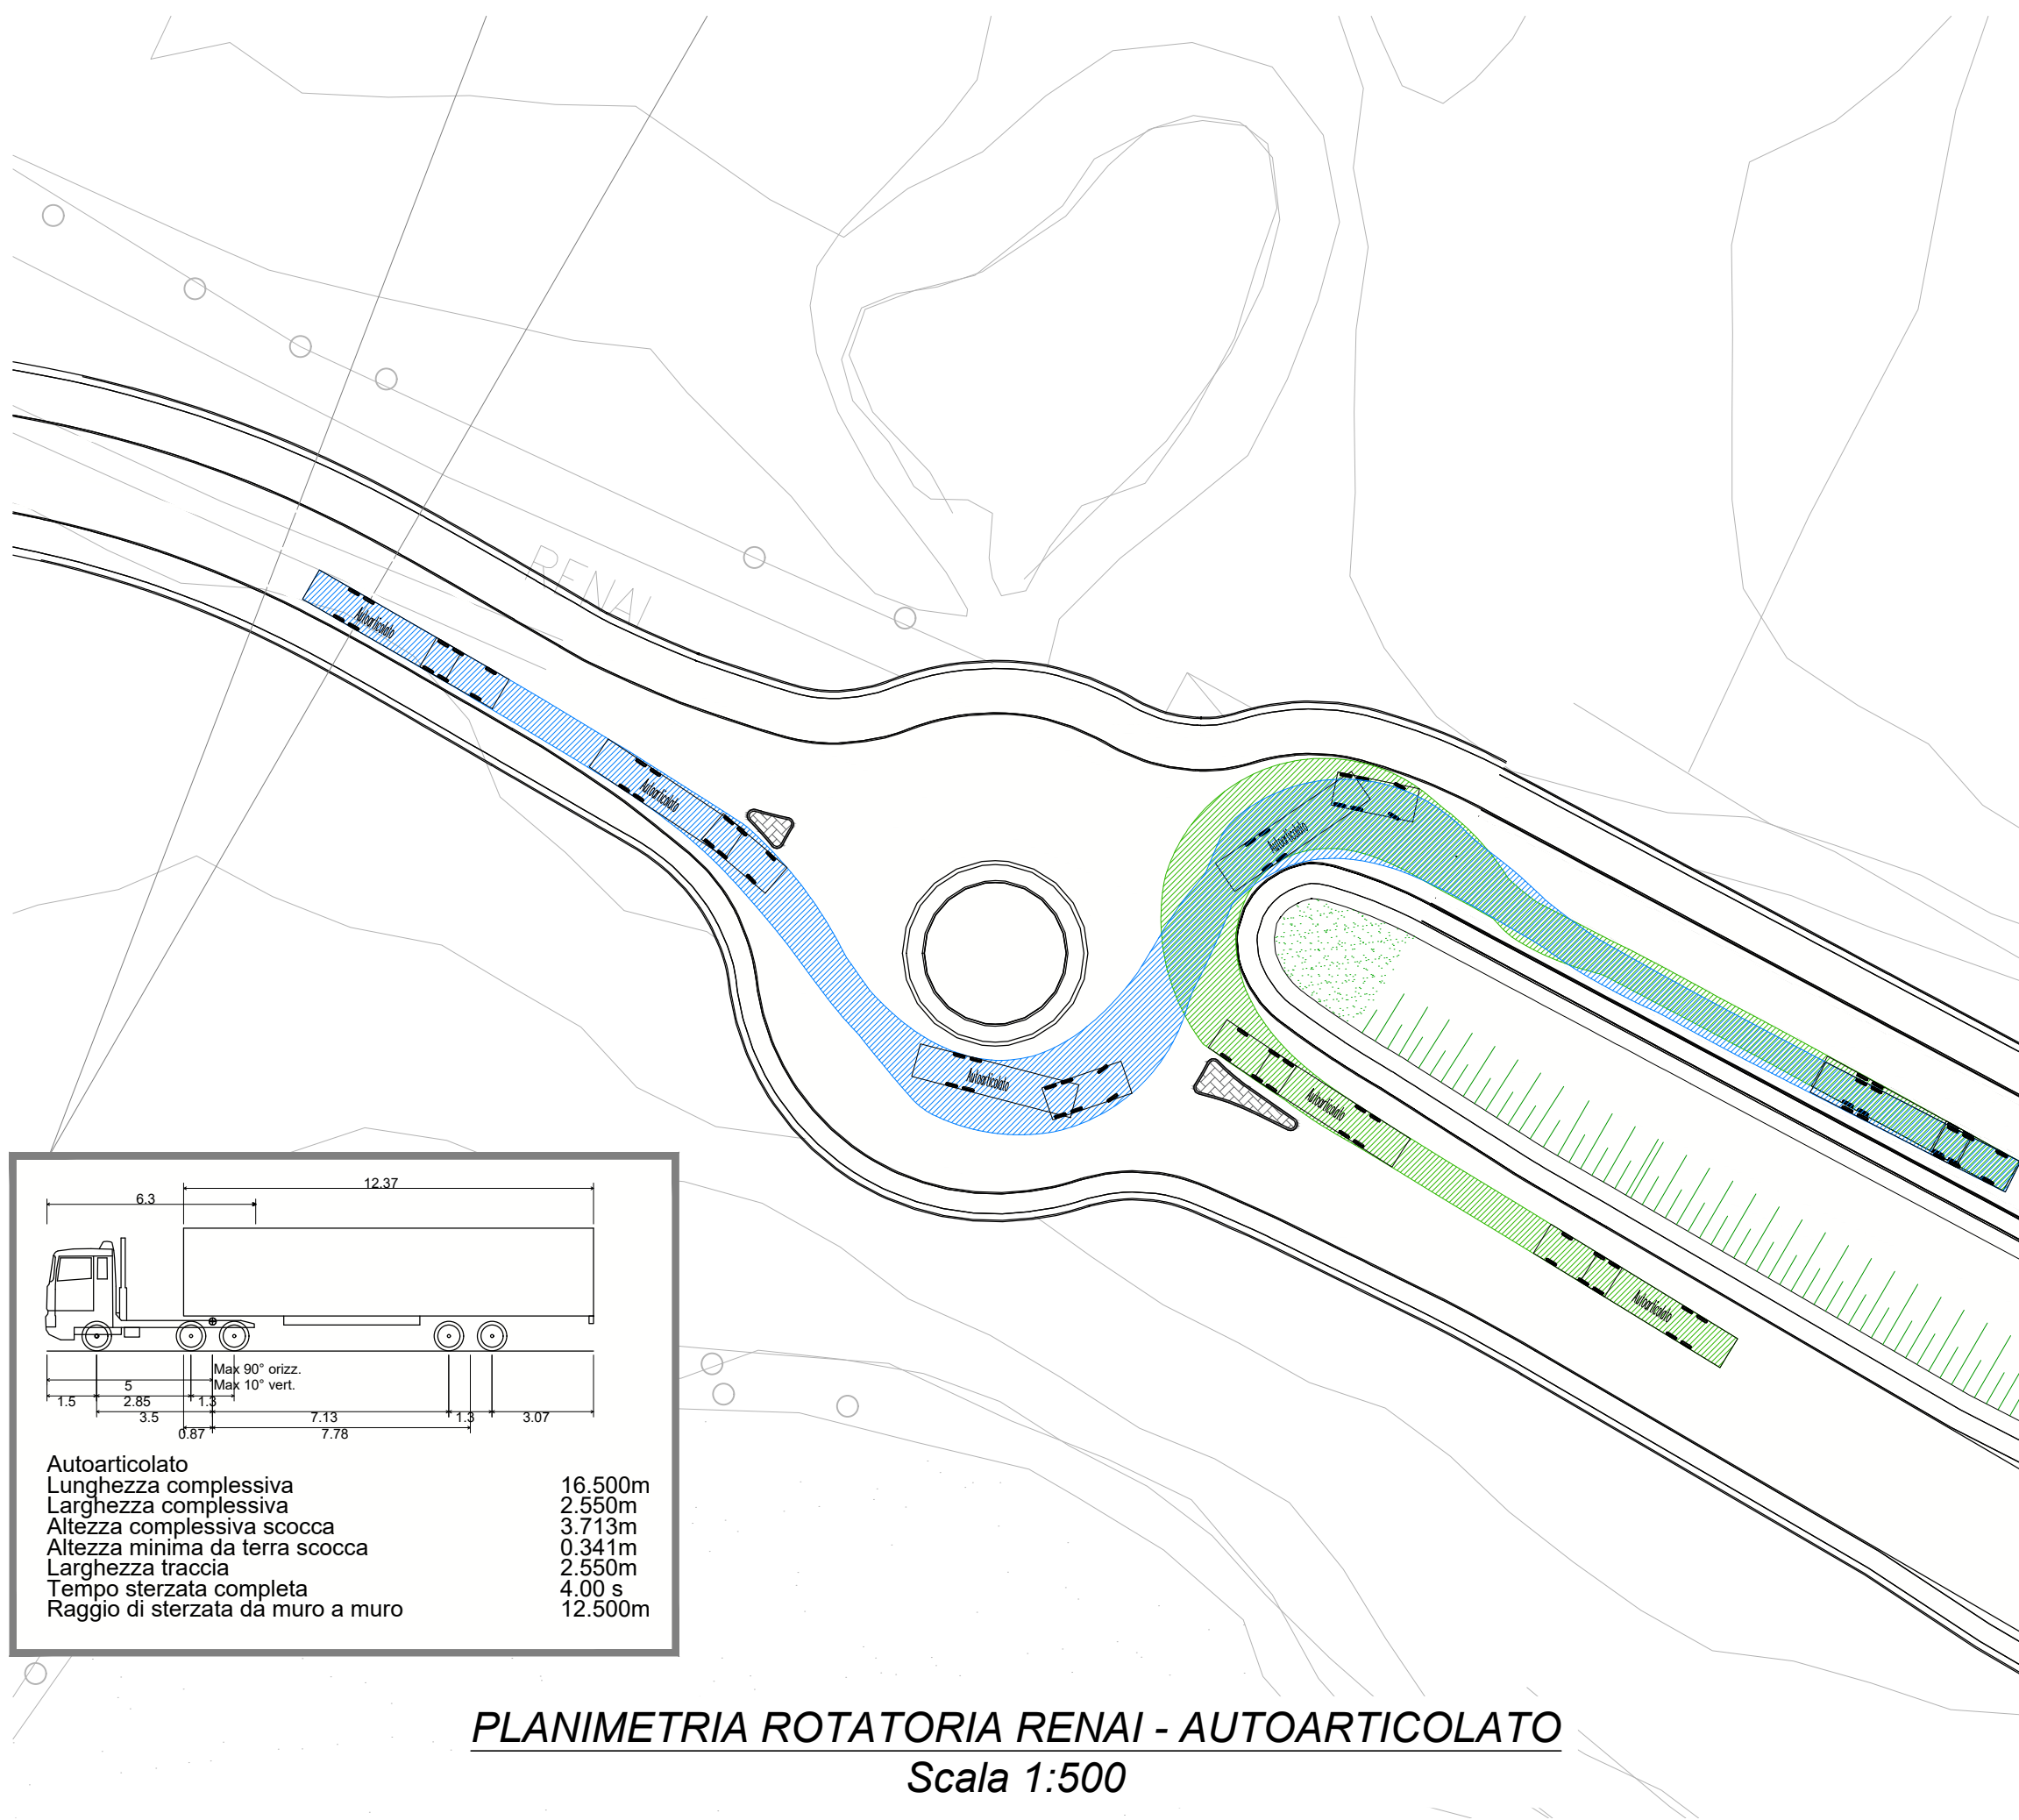 RENAI
Autoarticolato
Autoarticolato
Autoarticolato
Autoarticolato
Autoarticolato
Autoarticolato
12.37
6.3
Max 90° orizz.
Max 10° vert.
5
1.5
2.85
1.3
3.5
7.13
1.3
3.07
0.87
7.78
Autoarticolato
Lunghezza complessiva 16.500m
Larghezza complessiva 2.550m
Altezza complessiva scocca 3.713m
Altezza minima da terra scocca 0.341m
Larghezza traccia 2.550m
Tempo sterzata completa 4.00 s
Raggio di sterzata da muro a muro 12.500m
PLANIMETRIA ROTATORIA RENAI - AUTOARTICOLATO
Scala 1:500